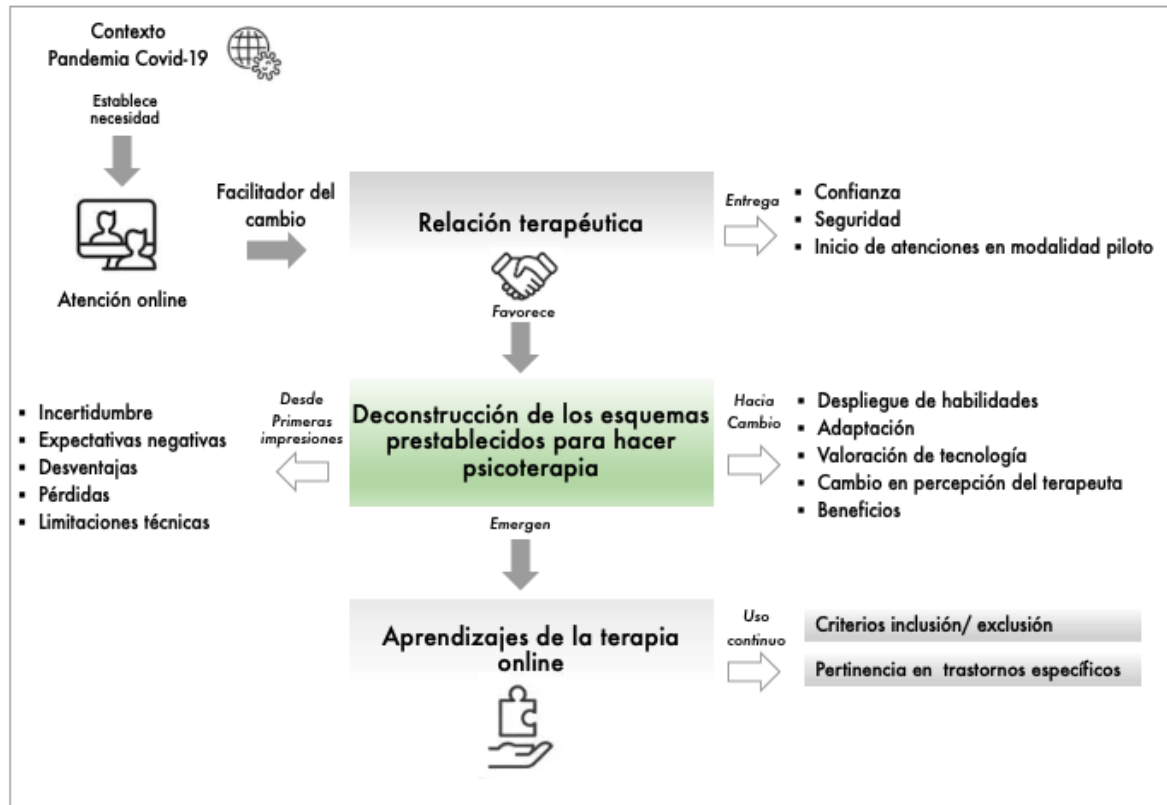 Contexto
Pandemia Covid-19
Establece
necesidad
Atención online
Facilitador del
cambio
Relación terapéutica
Favorece
Entrega
▪ Confianza
▪ Seguridad
▪ Inicio de atenciones en modalidad piloto
Deconstrucción de los esquemas
prestablecidos para hacer
psicoterapia
Desde
Primeras
impresiones
▪ Incertidumbre
▪ Expectativas negativas
▪ Desventajas
▪ Pérdidas
▪ Limitaciones técnicas
Hacia
Cambio
▪ Despliegue de habilidades
▪ Adaptación
▪ Valoración de tecnología
▪ Cambio en percepción del terapeuta
▪ Beneficios
Emergen
Aprendizajes de la terapia
online
Uso
continuo
Criterios inclusión/ exclusión
Pertinencia en trastornos específicos